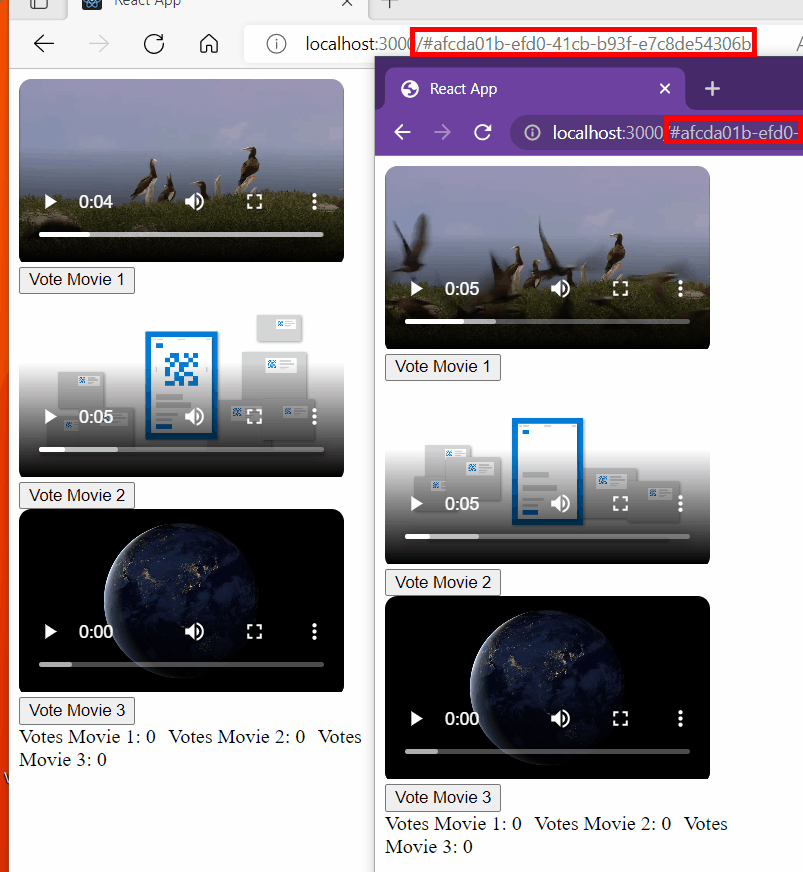 React App
localhost:3000/#afcda01b-efd0-41cb-b93f-e7c8de54306b
0:04
Vote Movie 1
0:05
Vote Movie 2
0:00
Vote Movie 3
Votes Movie 1: 0 Votes Movie 2: 0 Votes
Movie 3: 0
React App
localhost:3000/#afcda01b-efd0-
0:05
Vote Movie 1
0:05
Vote Movie 2
0:00
Vote Movie 3
Votes Movie 1: 0 Votes Movie 2: 0 Votes
Movie 3: 0